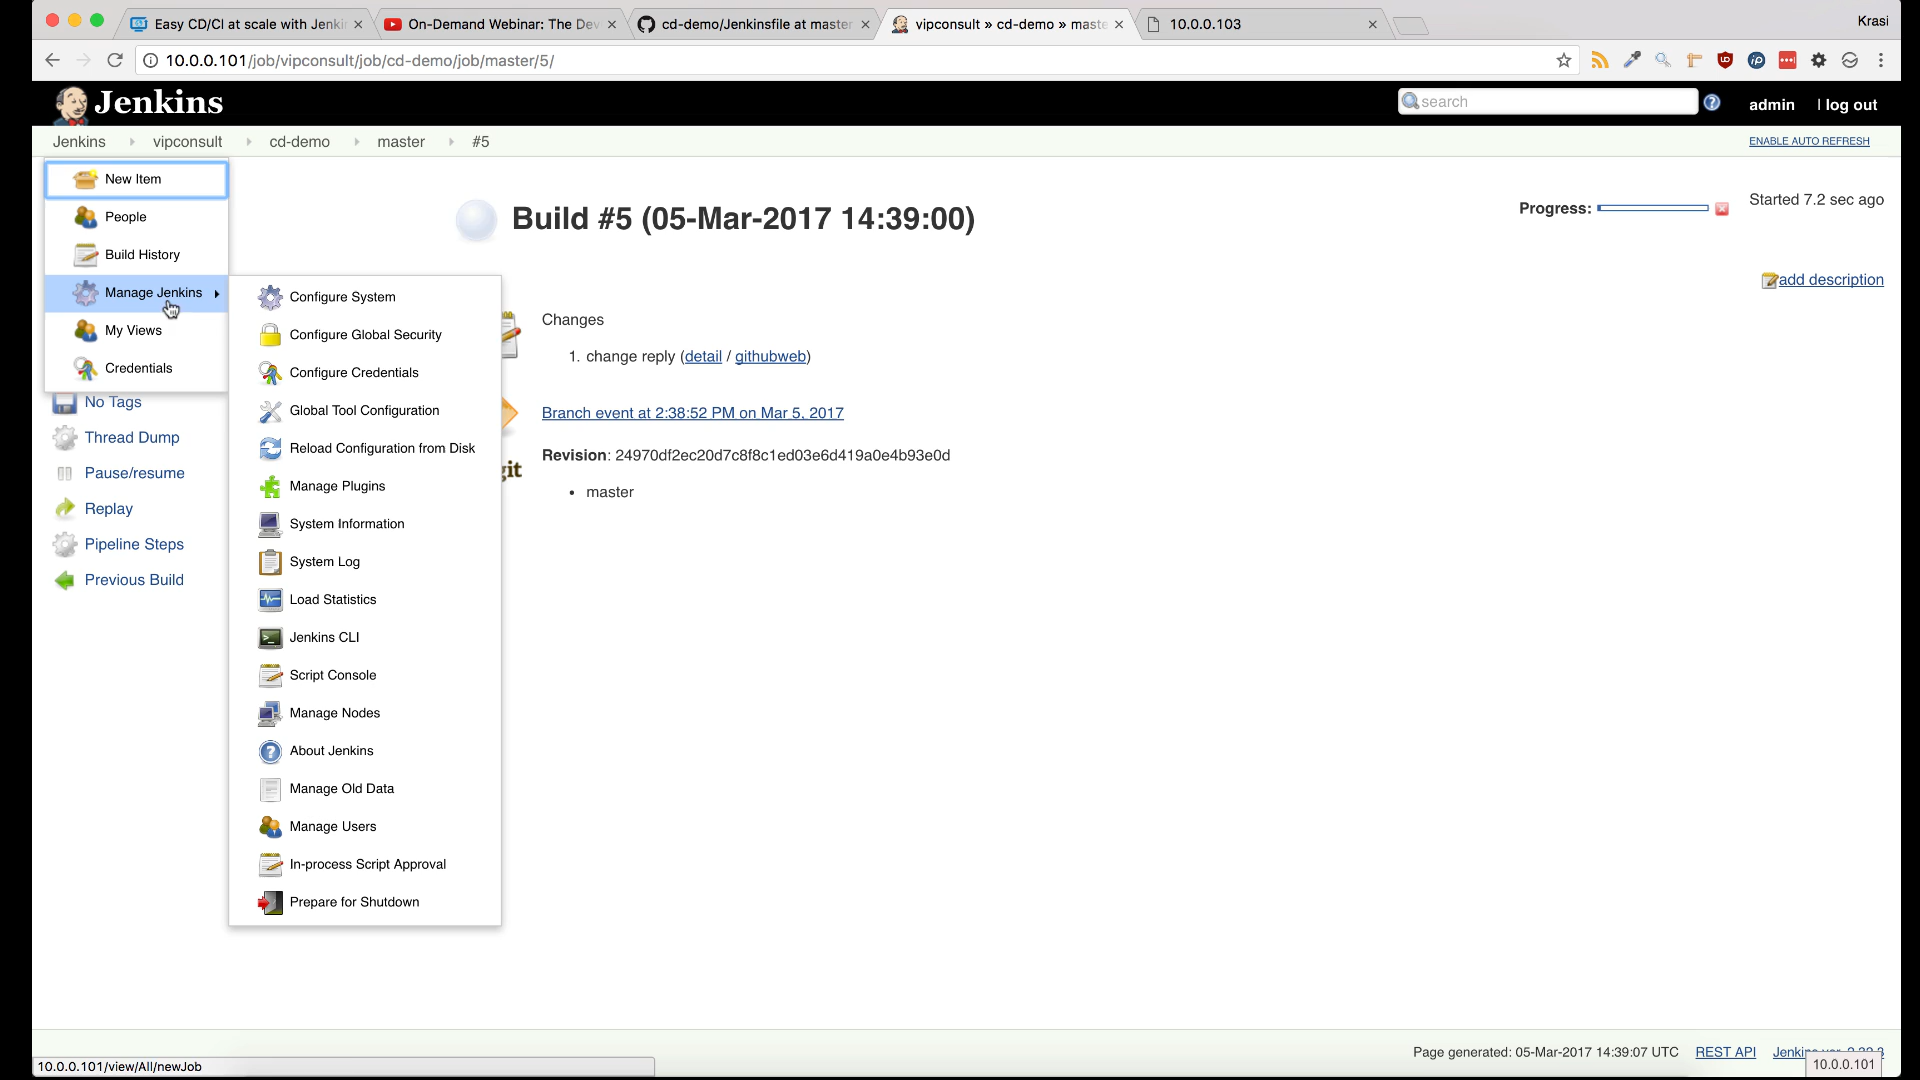 Easy CD/CI at scale with Jenki
On-Demand Webinar: The Dev
cd-demo/Jenkinsfile at master
vipconsult » cd-demo » maste
10.0.0.103
Krasi
10.0.0.101/job/vipconsult/job/cd-demo/job/master/5/
Jenkins
search
admin
| log out
Jenkins
vipconsult
cd-demo
master
#5
ENABLE AUTO REFRESH
New Item
People
Build History
Manage Jenkins
My Views
Credentials
No Tags
Thread Dump
Pause/resume
Replay
Pipeline Steps
Previous Build
Configure System
Configure Global Security
Configure Credentials
Global Tool Configuration
Reload Configuration from Disk
Manage Plugins
System Information
System Log
Load Statistics
Jenkins CLI
Script Console
Manage Nodes
About Jenkins
Manage Old Data
Manage Users
In-process Script Approval
Prepare for Shutdown
Build #5 (05-Mar-2017 14:39:00)
Progress:
Started 7.2 sec ago
add description
Changes
1. change reply (detail / githubweb)
Branch event at 2:38:52 PM on Mar 5, 2017
git
Revision: 24970df2ec20d7c8f8c1ed03e6d419a0e4b93e0d
• master
Page generated: 05-Mar-2017 14:39:07 UTC
REST API
10.0.0.101
10.0.0.101/view/All/newJob